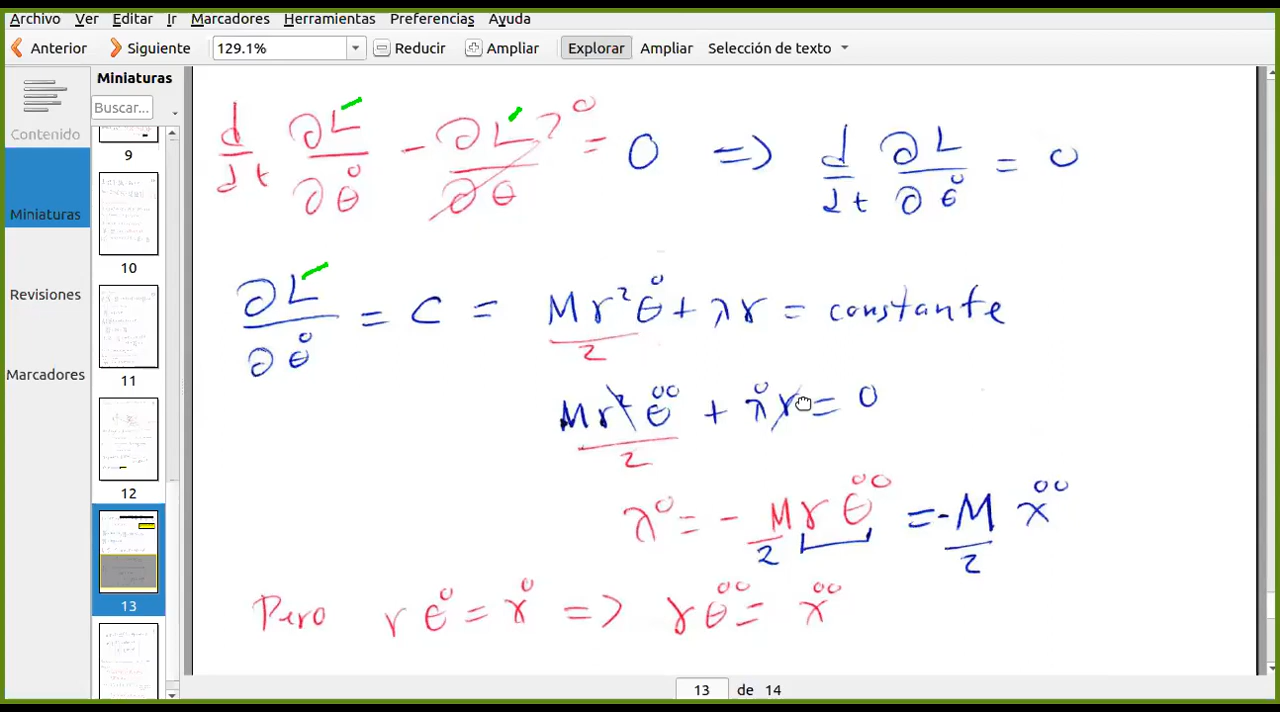 Archivo Ver Editar Ir Marcadores Herramientas Preferencias Ayuda
Anterior Siguiente 129.1% Reducir Ampliar Explorar Ampliar Selección de texto
Contenido
Miniaturas
Revisiones
Marcadores
Miniaturas
Buscar...
9
10
11
12
13
d/dt ∂L/∂θ̇ - ∂L/∂θ = 0 => d/dt ∂L/∂θ̇ = 0
∂L/∂θ̇ = C = Mr²θ̇/2 + λr = constante
Mr²θ̈/2 + λ̇r = 0
λ̇ = - M/2 rθ̈ = - M/2 ẍ
Pero rθ̇ = ẋ => rθ̈ = ẍ
13 de 14